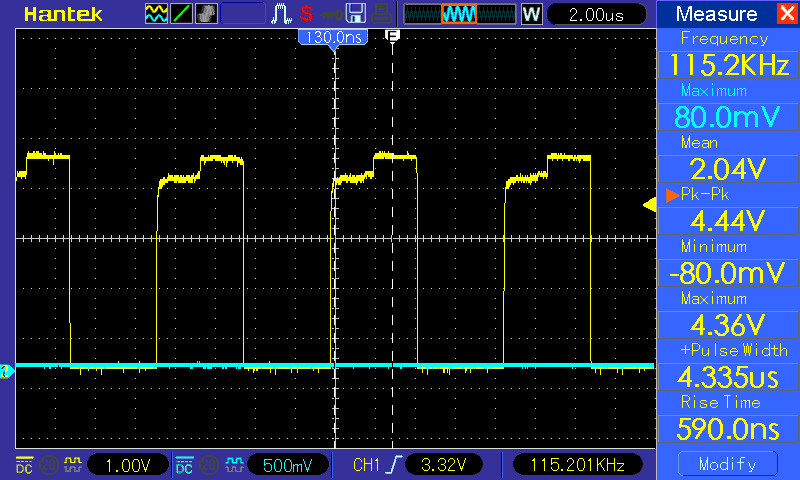 Hantek S W 2.00us Measure
130.0ns F
Frequency
115.2KHz
Maximum
80.0mV
Mean
2.04V
Pk-Pk
4.44V
Minimum
-80.0mV
Maximum
4.36V
+Pulse Width
4.335us
Rise Time
590.0ns
DC 1.00V DC 500mV CH1 3.32V 115.201KHz Modify